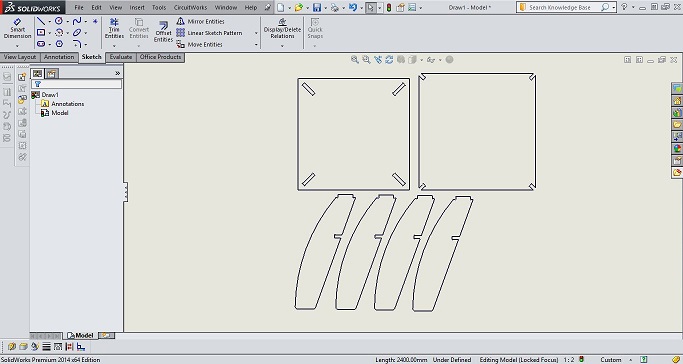 SOLIDWORKS File Edit View Insert Tools CircuitWorks Window Help Draw1 - Model * Search Knowledge Base
Smart Dimension Trim Entities Convert Entities Offset Entities Mirror Entities Linear Sketch Pattern Move Entities Display/Delete Relations Quick Snaps
View Layout Annotation Sketch Evaluate Office Products
Draw1
Annotations
Model
Model
SolidWorks Premium 2014 x64 Edition Length: 2400.00mm Under Defined Editing Model (Locked Focus) 1 : 2 Custom